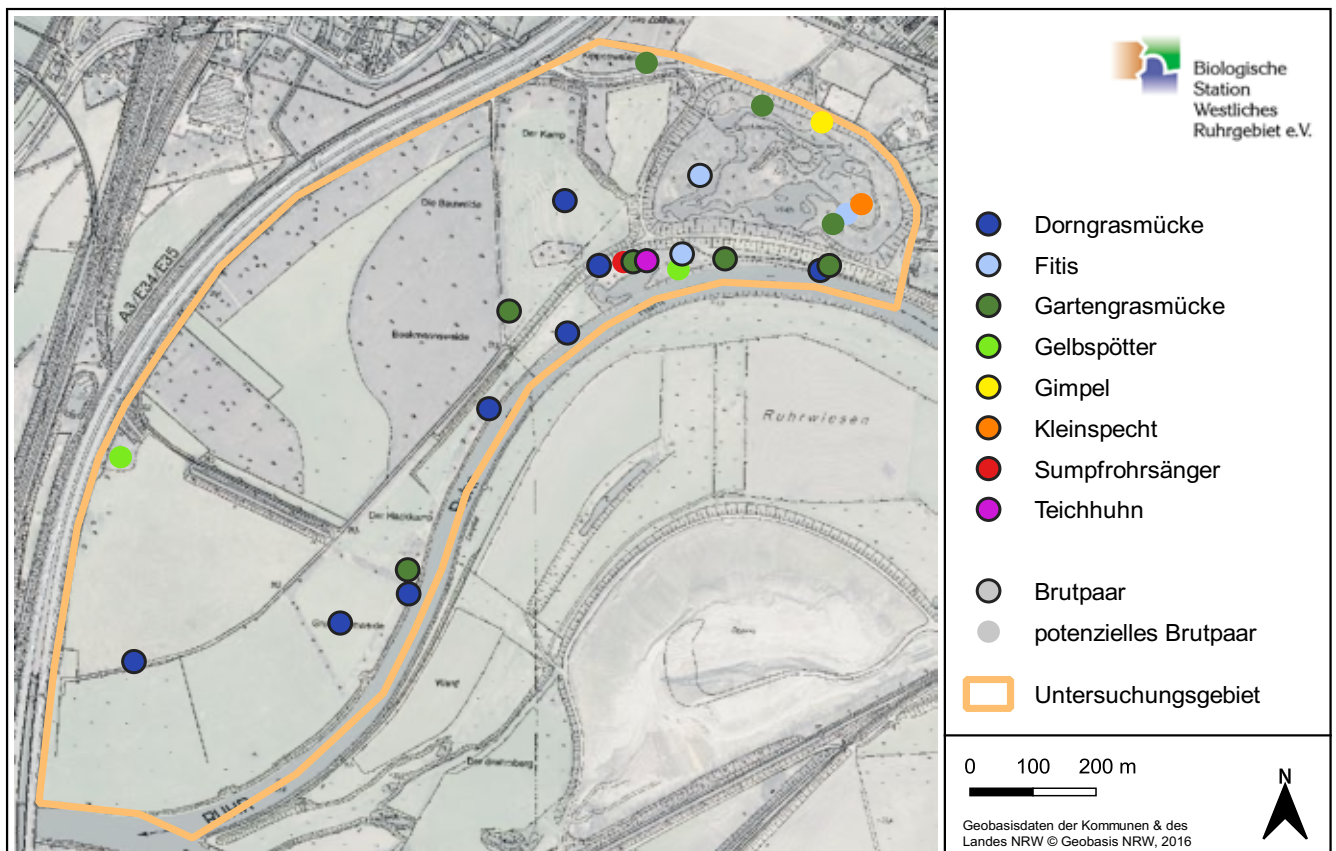 A3 /E34 /E35
Der Kamp
Die Bauweide
Ruhrwiesen
Der Hackkamp
Ward
RUHR
Biologische
Station
Westliches
Ruhrgebiet e.V.
Dorngrasmücke
Fitis
Gartengrasmücke
Gelbspötter
Gimpel
Kleinspecht
Sumpfrohrsänger
Teichhuhn
Brutpaar
potenzielles Brutpaar
Untersuchungsgebiet
0 100 200 m
N
Geobasisdaten der Kommunen & des
Landes NRW © Geobasis NRW, 2016